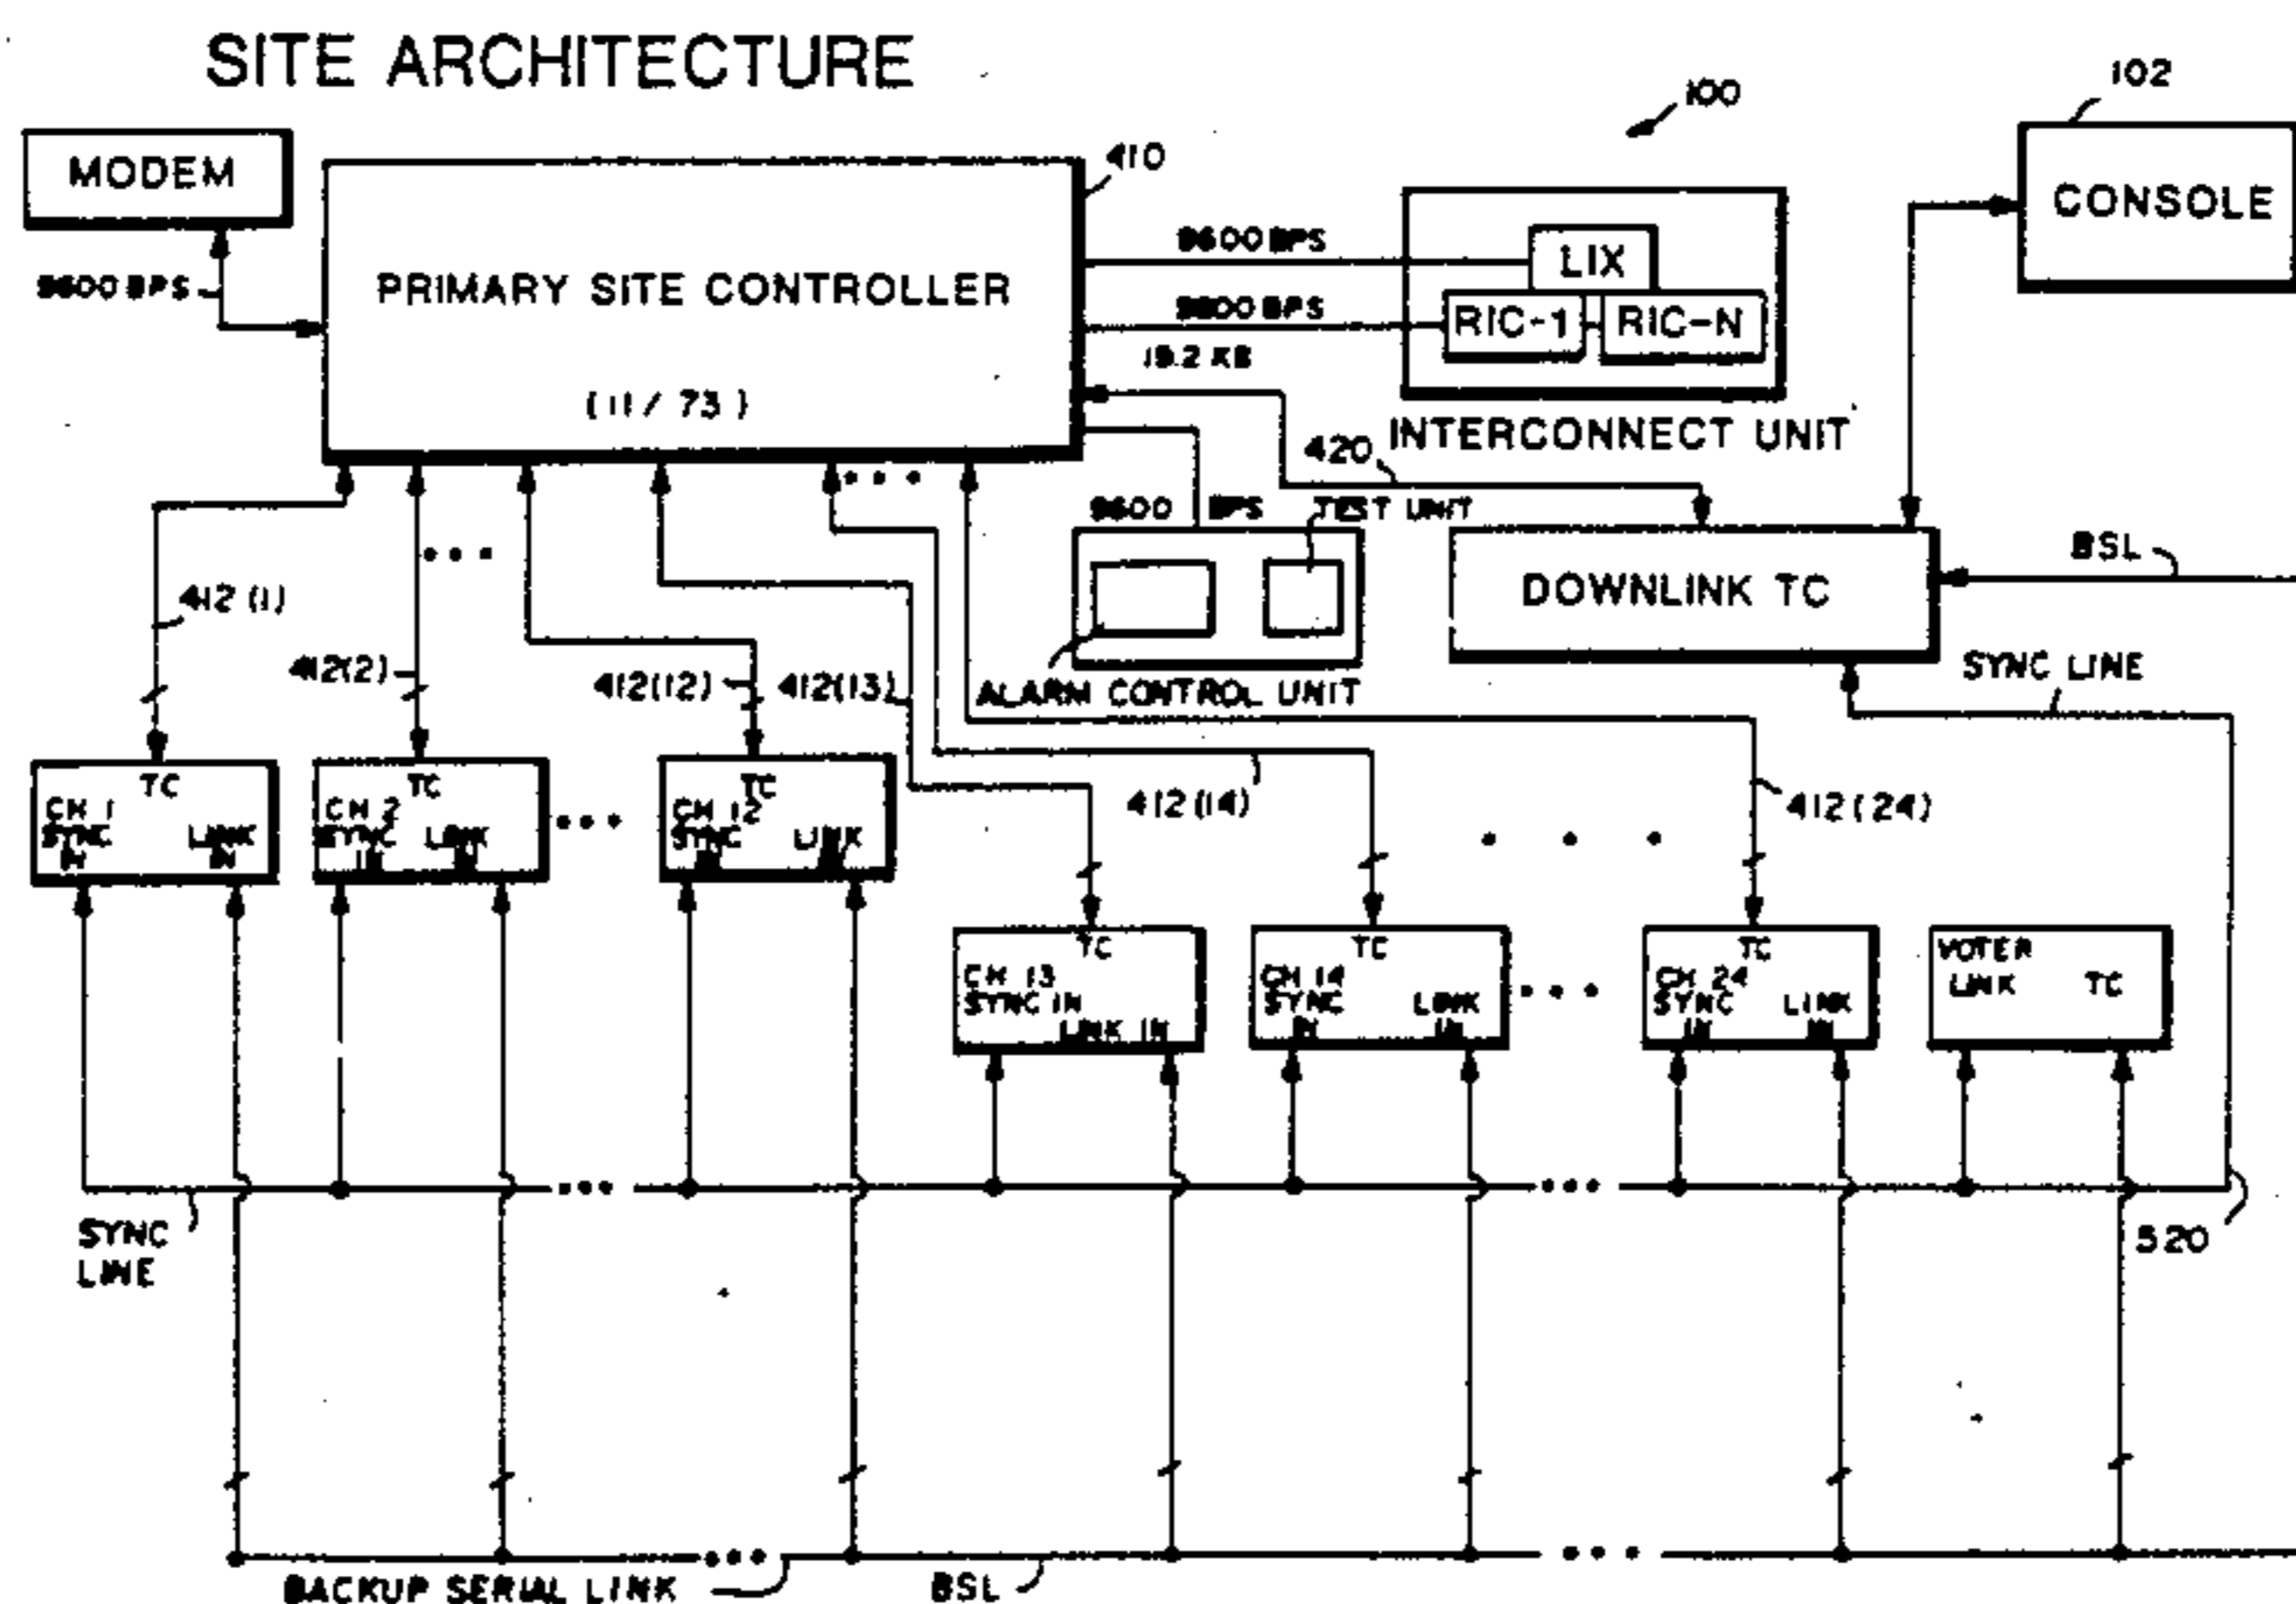 SITE ARCHITECTURE
100
102
MODEM
410
CONSOLE
9600 BPS
LIX
9600 BPS
PRIMARY SITE CONTROLLER
9600 BPS
RIC-1
RIC-N
19.2 KB
(11/73)
INTERCONNECT UNIT
420
9600 BPS
TEST UNIT
BSL
DOWNLINK TC
412(1)
412(2)
412(12)
412(13)
ALARM CONTROL UNIT
SYNC LINE
TC
CH 1
SYNC IN
LINK IN
TC
CH 2
SYNC IN
LINK IN
TC
CH 12
SYNC IN
LINK IN
412(14)
412(24)
TC
CH 13
SYNC IN
LINK IN
TC
CH 14
SYNC IN
LINK IN
TC
CH 24
SYNC IN
LINK IN
VOTER
LINK TC
SYNC
LINE
520
BACKUP SERIAL LINK
BSL